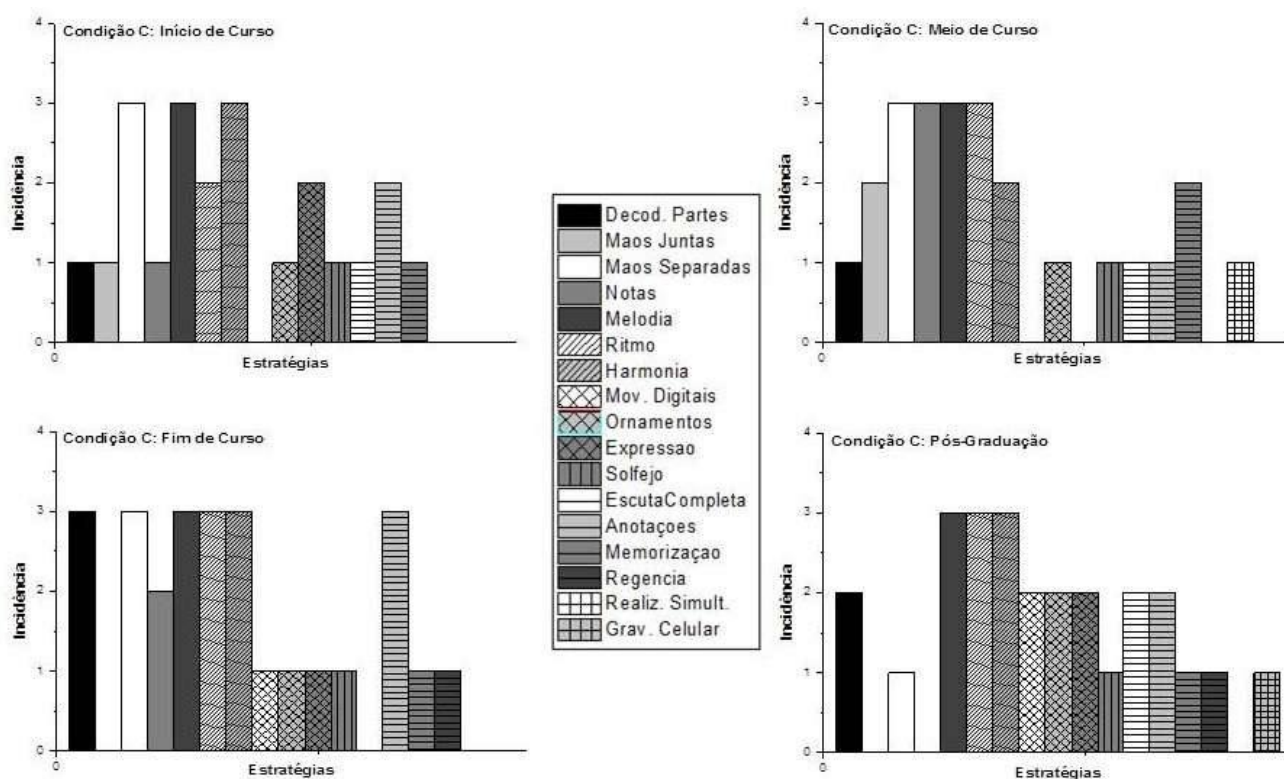 Condição C: Início de Curso
4
3
2
1
0
0
Incidência
Estratégias
Condição C: Meio de Curso
4
3
2
1
0
0
Incidência
Estratégias
Decod. Partes
Maos Juntas
Maos Separadas
Notas
Melodia
Ritmo
Harmonia
Mov. Digitais
Ornamentos
Expressao
Solfejo
EscutaCompleta
Anotaçoes
Memorizaçao
Regencia
Realiz. Simult.
Grav. Celular
Condição C: Fim de Curso
4
3
2
1
0
0
Incidência
Estratégias
Condição C: Pós-Graduação
4
3
2
1
0
0
Incidência
Estratégias